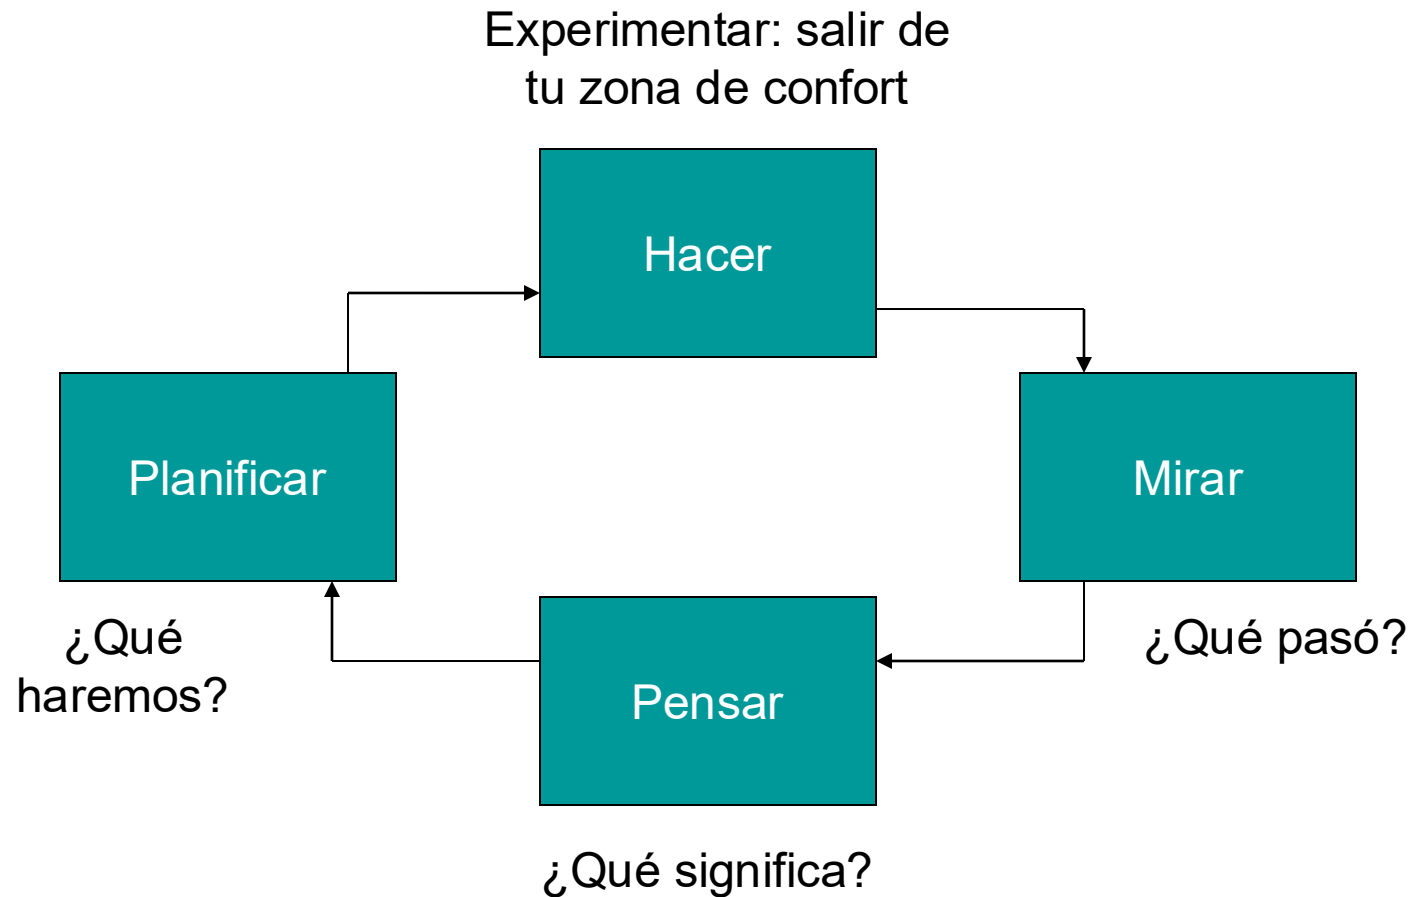 Experimentar: salir de
tu zona de confort
Hacer
Planificar
Mirar
¿Qué
haremos?
¿Qué pasó?
Pensar
¿Qué significa?